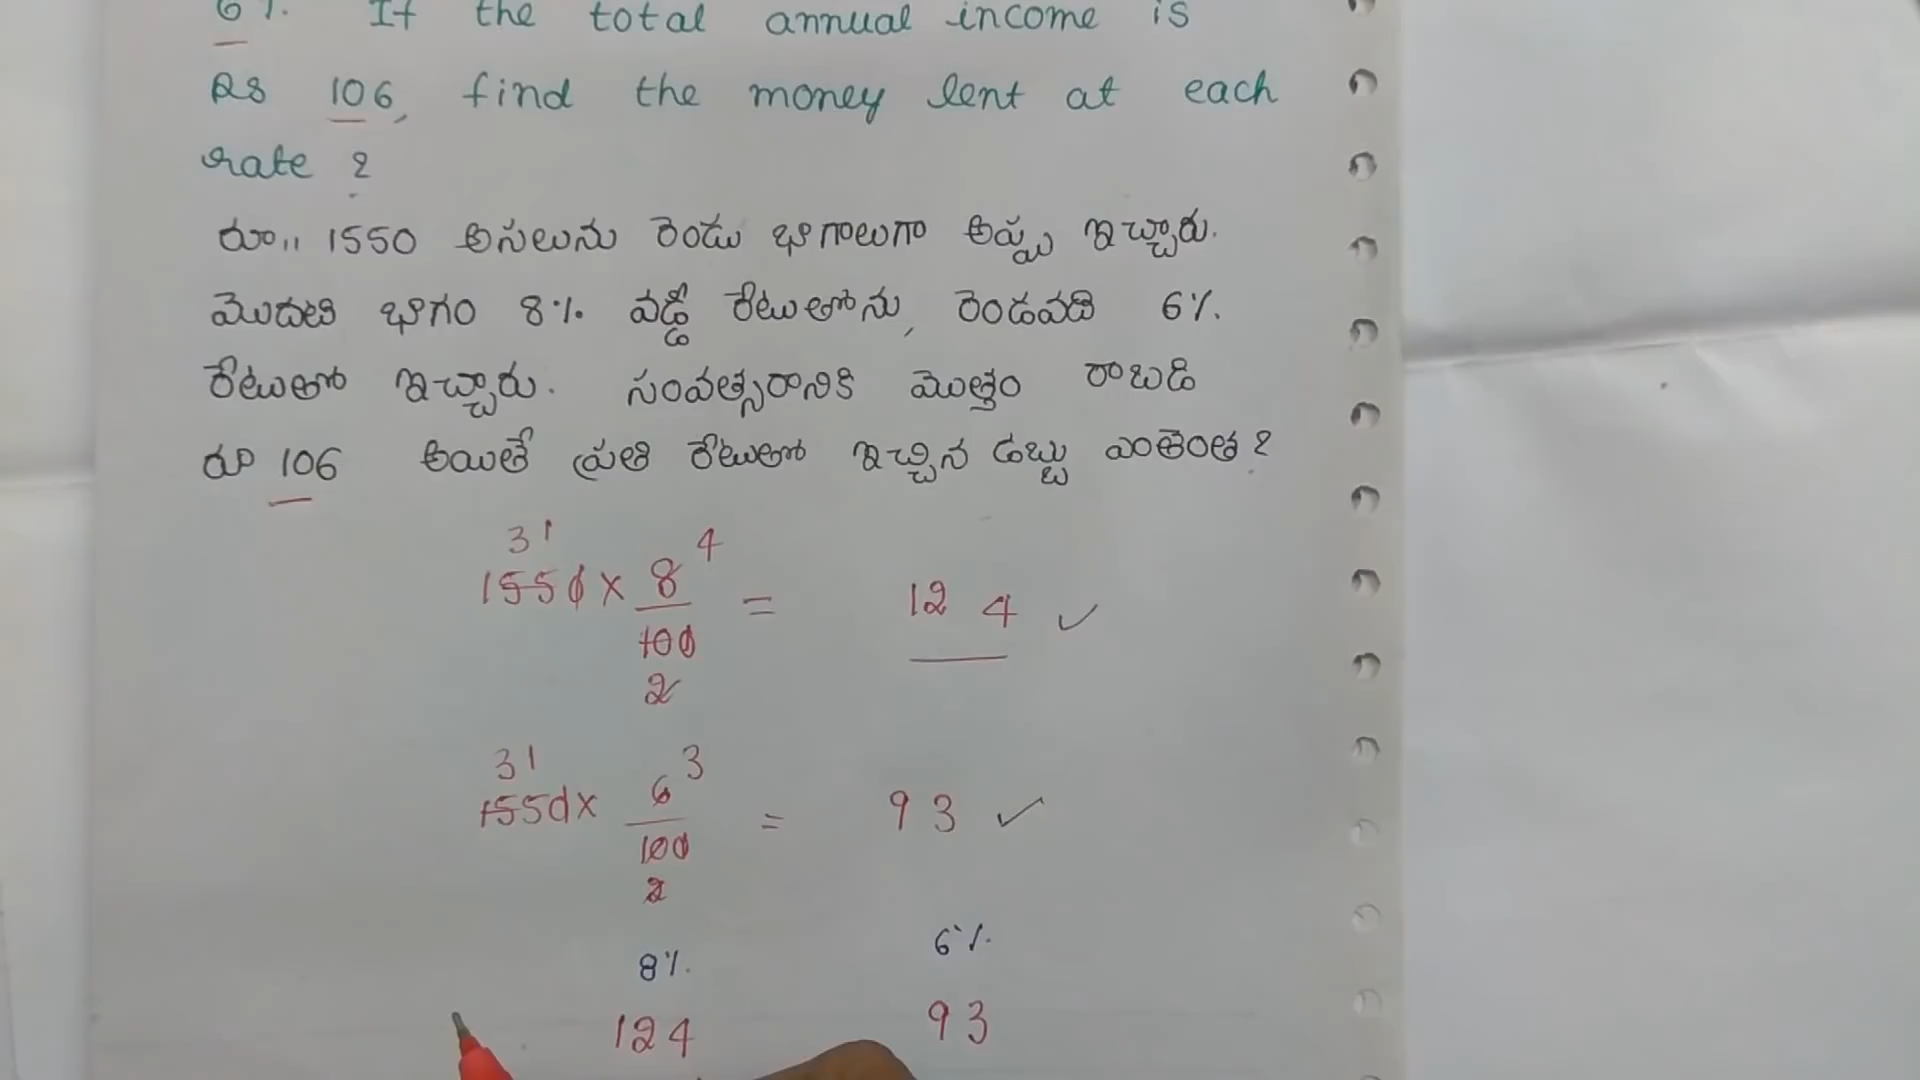 6%. If the total annual income is
Rs 106, find the money lent at each
rate ?
రూ॥ 1550 అసలును రెండు భాగాలుగా అప్పు ఇచ్చారు.
మొదటి భాగం 8% వడ్డీ రేటుతోను, రెండవది 6%
రేటుతో ఇచ్చారు. సంవత్సరానికి మొత్తం రాబడి
రూ 106 అయితే ప్రతి రేటుతో ఇచ్చిన డబ్బు ఎంతెంత ?
31 4
1550 x 8 = 124 ✓
100
2
31 3
1550 x 6 = 93 ✓
100
2
8% 6%
124 93